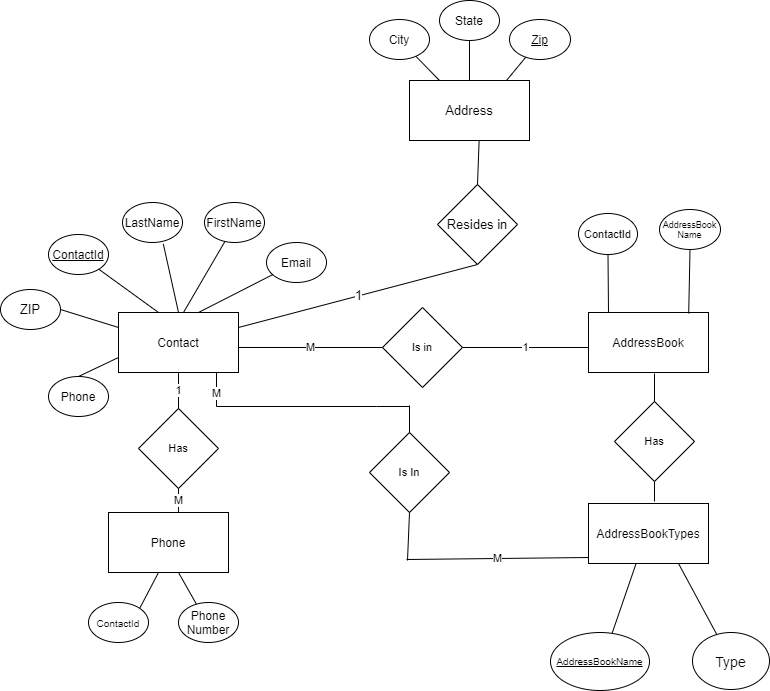 State
City
Zip
Address
LastName
FirstName
Resides in
ContactId
AddressBook
Name
ContactId
Email
1
ZIP
Contact
M
Is in
1
AddressBook
1
M
Phone
Has
Has
Is In
M
Phone
AddressBookTypes
M
ContactId
Phone
Number
AddressBookName
Type